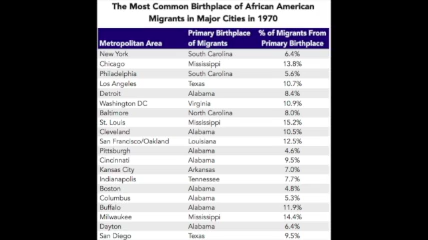 The Most Common Birthplace of African American
Migrants in Major Cities in 1970
Metropolitan Area Primary Birthplace of Migrants % of Migrants From Primary Birthplace
New York South Carolina 6.4%
Chicago Mississippi 13.8%
Philadelphia South Carolina 5.6%
Los Angeles Texas 10.7%
Detroit Alabama 8.4%
Washington DC Virginia 10.9%
Baltimore North Carolina 8.0%
St. Louis Mississippi 15.2%
Cleveland Alabama 10.5%
San Francisco/Oakland Louisiana 12.5%
Pittsburgh Alabama 4.6%
Cincinnati Alabama 9.5%
Kansas City Arkansas 7.0%
Indianapolis Tennessee 7.7%
Boston Alabama 4.8%
Columbus Alabama 5.3%
Buffalo Alabama 11.9%
Milwaukee Mississippi 14.4%
Dayton Alabama 6.4%
San Diego Texas 9.5%